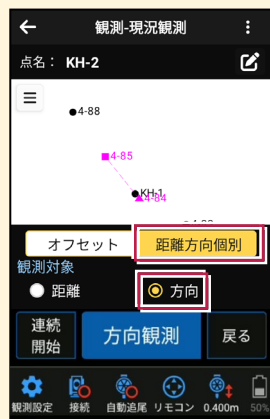 観測-現況観測
点名： KH-2
4-88
4-85
KH-1
4-84
オフセット 距離方向個別
観測対象
距離 方向
連続
開始
方向観測
戻る
観測設定 接続 自動追尾 リモコン 0.400m 50%